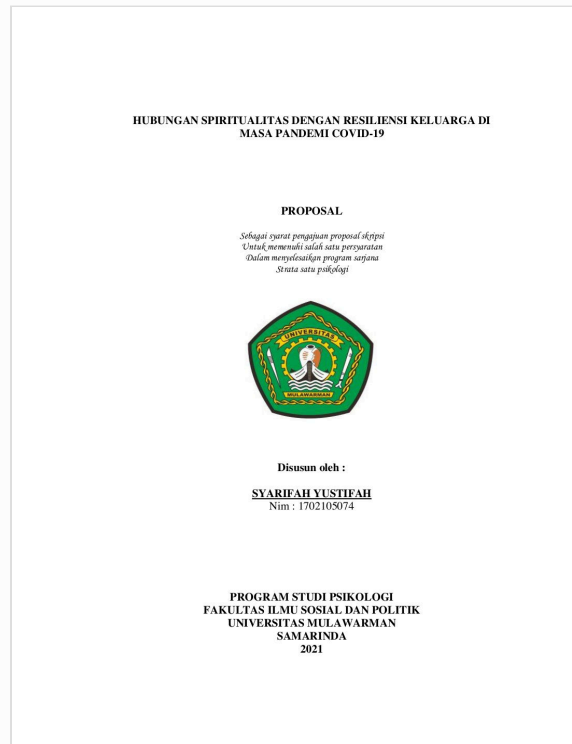 HUBUNGAN SPIRITUALITAS DENGAN RESILIENSI KELUARGA DI
MASA PANDEMI COVID-19
PROPOSAL
Sebagai syarat pengajuan proposal skripsi
Untuk memenuhi salah satu persyaratan
Dalam menyelesaikan program sarjana
Strata satu psikologi
UNIVERSITAS
MULAWARMAN
Disusun oleh :
SYARIFAH YUSTIFAH
Nim : 1702105074
PROGRAM STUDI PSIKOLOGI
FAKULTAS ILMU SOSIAL DAN POLITIK
UNIVERSITAS MULAWARMAN
SAMARINDA
2021